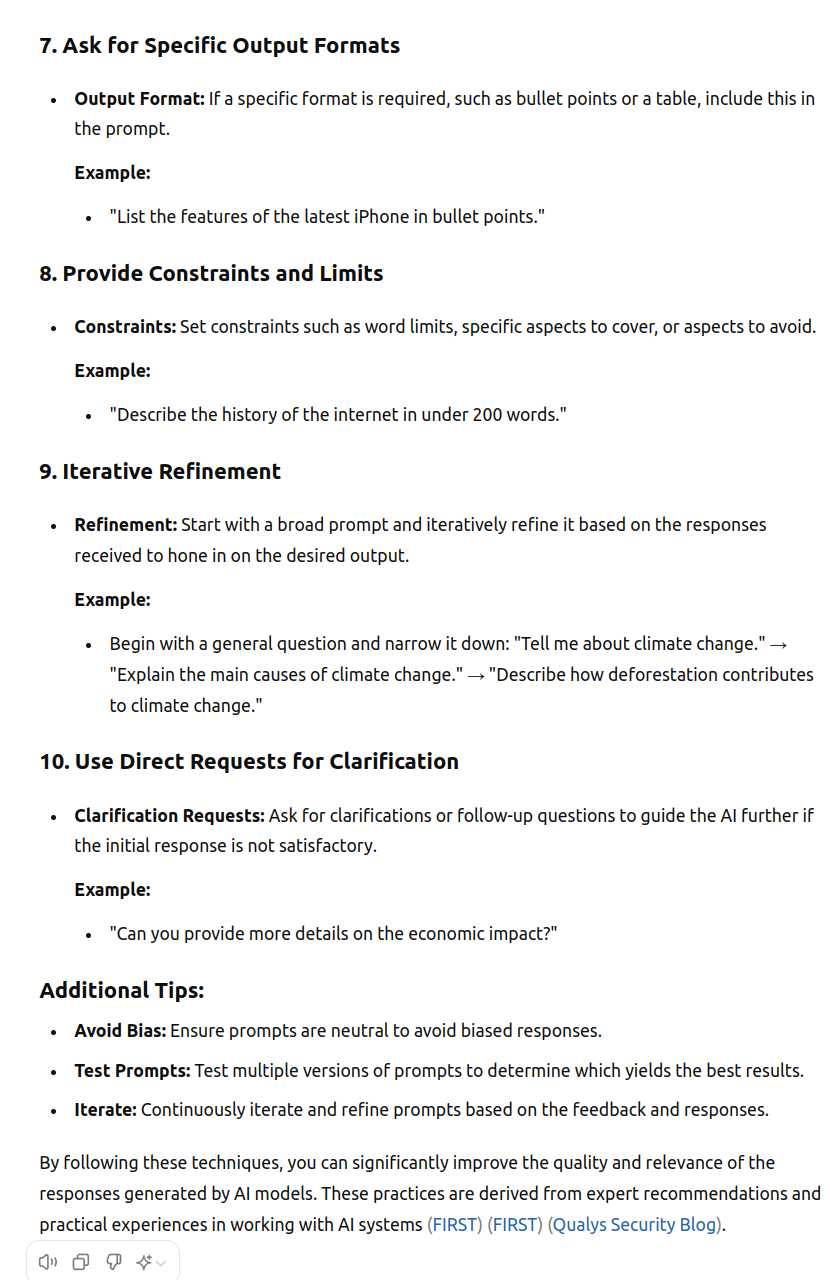 7. Ask for Specific Output Formats
• Output Format: If a specific format is required, such as bullet points or a table, include this in
the prompt.
Example:
• "List the features of the latest iPhone in bullet points."
8. Provide Constraints and Limits
• Constraints: Set constraints such as word limits, specific aspects to cover, or aspects to avoid.
Example:
• "Describe the history of the internet in under 200 words."
9. Iterative Refinement
• Refinement: Start with a broad prompt and iteratively refine it based on the responses
received to hone in on the desired output.
Example:
• Begin with a general question and narrow it down: "Tell me about climate change." →
"Explain the main causes of climate change." → "Describe how deforestation contributes
to climate change."
10. Use Direct Requests for Clarification
• Clarification Requests: Ask for clarifications or follow-up questions to guide the AI further if
the initial response is not satisfactory.
Example:
• "Can you provide more details on the economic impact?"
Additional Tips:
• Avoid Bias: Ensure prompts are neutral to avoid biased responses.
• Test Prompts: Test multiple versions of prompts to determine which yields the best results.
• Iterate: Continuously iterate and refine prompts based on the feedback and responses.
By following these techniques, you can significantly improve the quality and relevance of the
responses generated by AI models. These practices are derived from expert recommendations and
practical experiences in working with AI systems (FIRST) (FIRST) (Qualys Security Blog).